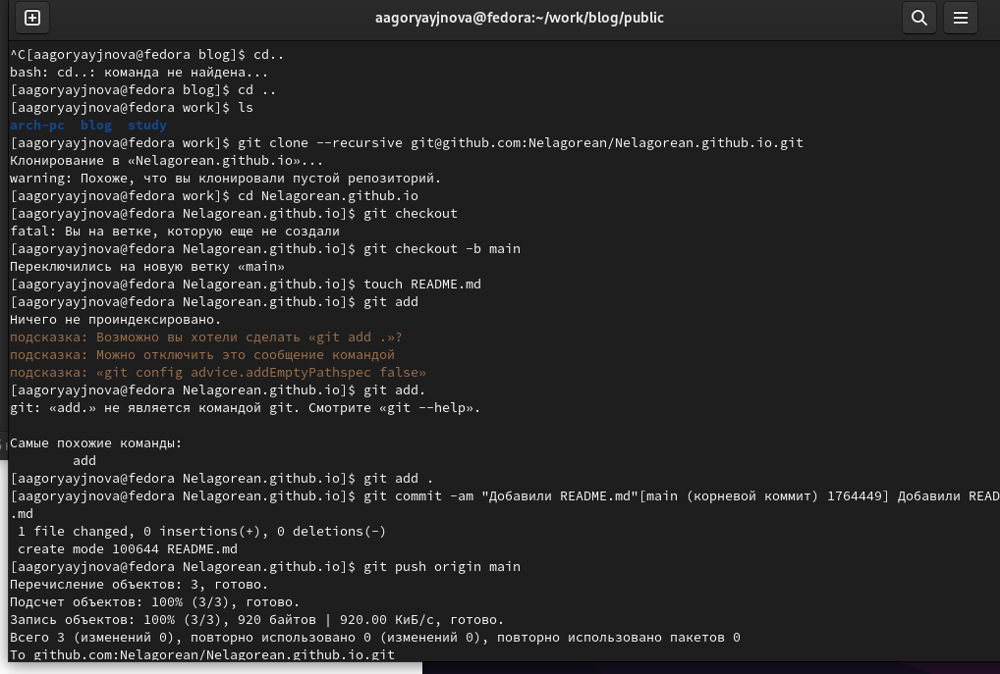 aagoryayjnova@fedora:~/work/blog/public
^C[aagoryayjnova@fedora blog]$ cd..
bash: cd..: команда не найдена...
[aagoryayjnova@fedora blog]$ cd ..
[aagoryayjnova@fedora work]$ ls
arch-pc  blog  study
[aagoryayjnova@fedora work]$ git clone --recursive git@github.com:Nelagorean/Nelagorean.github.io.git
Клонирование в «Nelagorean.github.io»...
warning: Похоже, что вы клонировали пустой репозиторий.
[aagoryayjnova@fedora work]$ cd Nelagorean.github.io
[aagoryayjnova@fedora Nelagorean.github.io]$ git checkout
fatal: Вы на ветке, которую еще не создали
[aagoryayjnova@fedora Nelagorean.github.io]$ git checkout -b main
Переключились на новую ветку «main»
[aagoryayjnova@fedora Nelagorean.github.io]$ touch README.md
[aagoryayjnova@fedora Nelagorean.github.io]$ git add
Ничего не проиндексировано.
подсказка: Возможно вы хотели сделать «git add .»?
подсказка: Можно отключить это сообщение командой
подсказка: «git config advice.addEmptyPathspec false»
[aagoryayjnova@fedora Nelagorean.github.io]$ git add.
git: «add.» не является командой git. Смотрите «git --help».
Самые похожие команды:
        add
[aagoryayjnova@fedora Nelagorean.github.io]$ git add .
[aagoryayjnova@fedora Nelagorean.github.io]$ git commit -am "Добавили README.md"[main (корневой коммит) 1764449] Добавили READ
.md
 1 file changed, 0 insertions(+), 0 deletions(-)
 create mode 100644 README.md
[aagoryayjnova@fedora Nelagorean.github.io]$ git push origin main
Перечисление объектов: 3, готово.
Подсчет объектов: 100% (3/3), готово.
Запись объектов: 100% (3/3), 920 байтов | 920.00 КиБ/с, готово.
Всего 3 (изменений 0), повторно использовано 0 (изменений 0), повторно использовано пакетов 0
To github.com:Nelagorean/Nelagorean.github.io.git